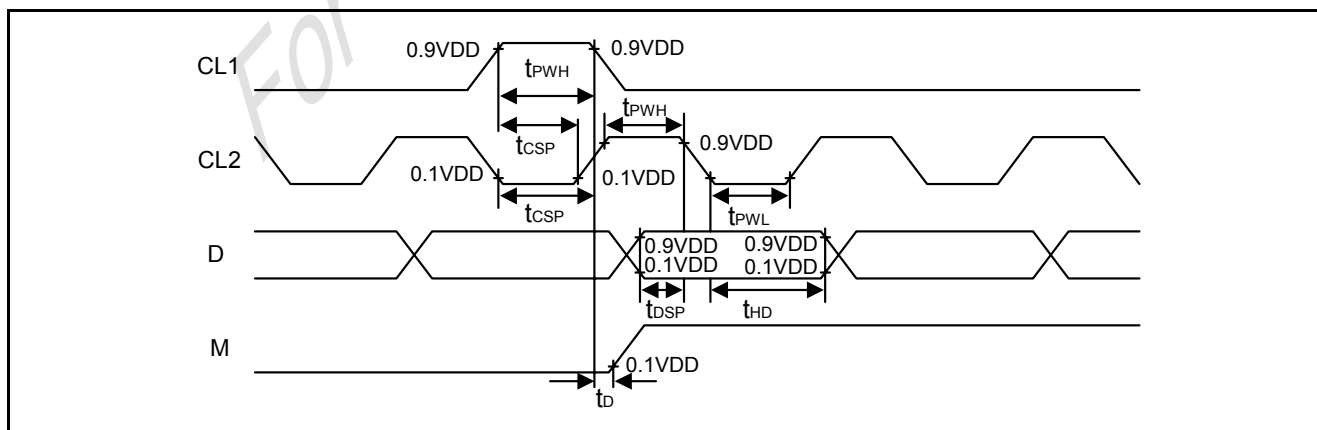 For
CL1
0.9VDD
0.9VDD
tPWH
tPWH
tCSP
CL2
0.9VDD
0.1VDD
0.1VDD
tCSP
tPWL
D
0.9VDD
0.9VDD
0.1VDD
0.1VDD
tDSP
tHD
M
0.1VDD
tD